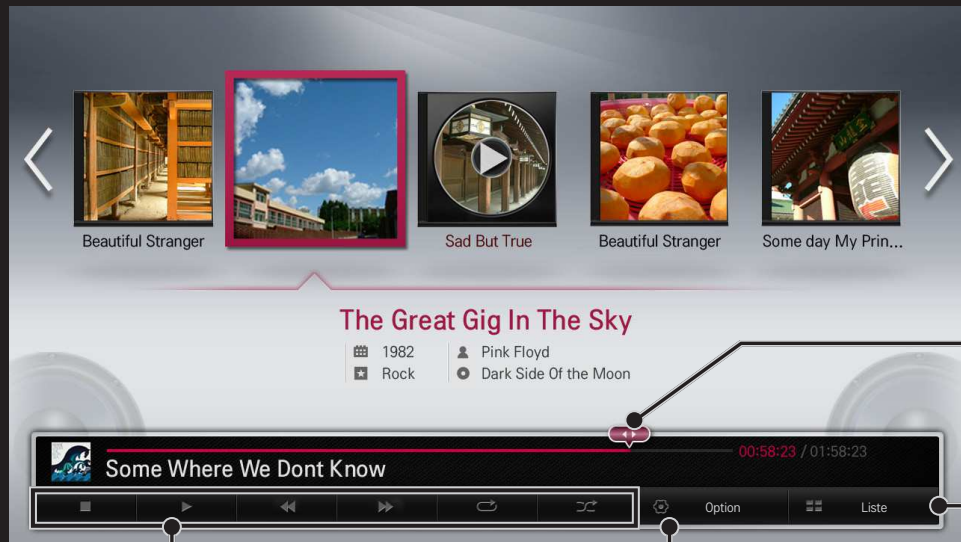 Beautiful Stranger
Sad But True
Beautiful Stranger
Some day My Prin...
The Great Gig In The Sky
1982
Pink Floyd
Rock
Dark Side Of the Moon
00:58:23 / 01:58:23
Some Where We Dont Know
Option
Liste